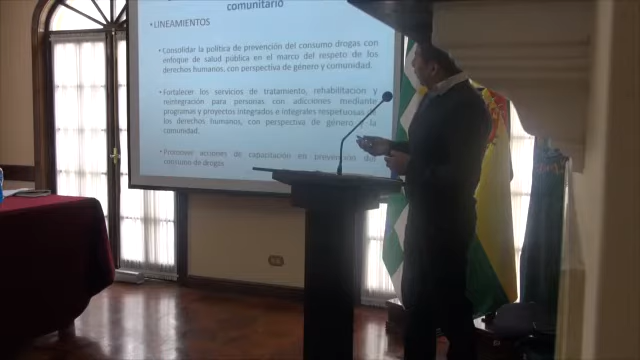 comunitario
•LINEAMIENTOS
•Consolidar la política de prevención del consumo drogas con
enfoque de salud pública en el marco del respeto de los
derechos humanos, con perspectiva de género y comunidad.
•Fortalecer los servicios de tratamiento, rehabilitación y
reintegración para personas con adicciones mediante
programas y proyectos integrados e integrales respetuosas de
los derechos humanos, con perspectiva de género y la
comunidad.
•Promover acciones de capacitación en prevención del
consumo de drogas